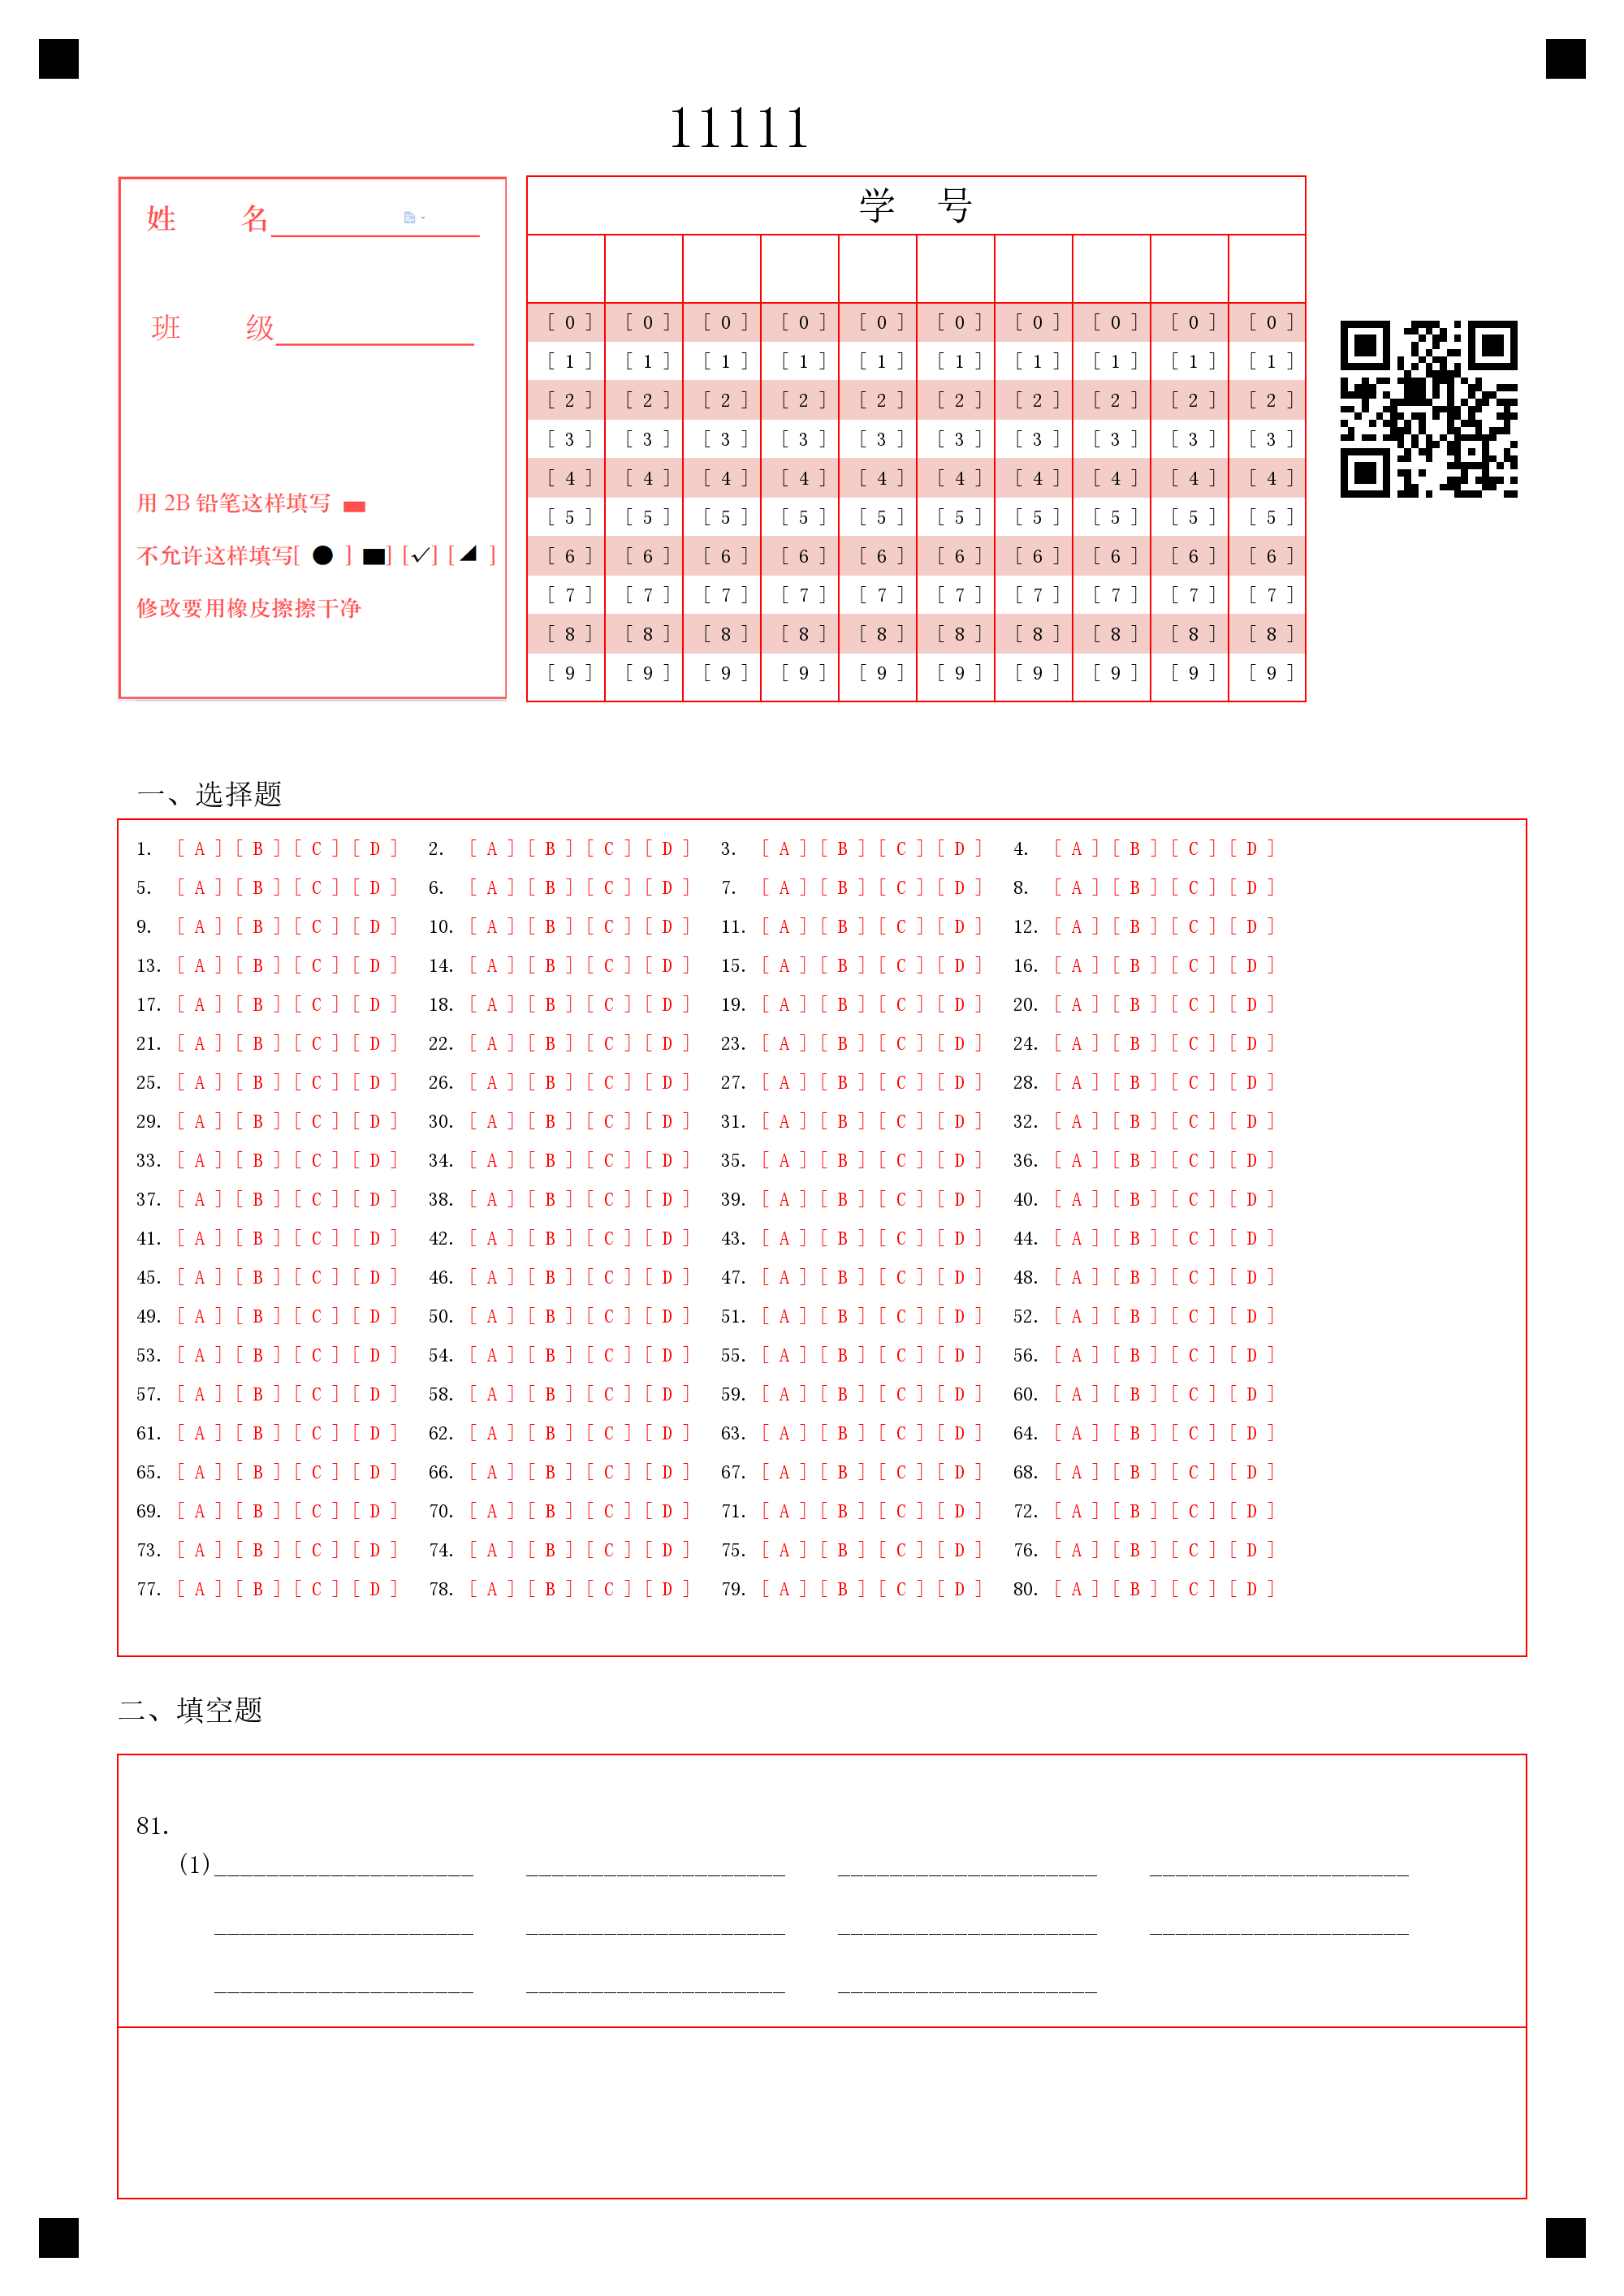 11111
姓 名
班 级
用 2B 铅笔这样填写
不允许这样填写[ ● ] ■] [✓] [◢ ]
修改要用橡皮擦擦干净
学 号
[ 0 ] [ 0 ] [ 0 ] [ 0 ] [ 0 ] [ 0 ] [ 0 ] [ 0 ] [ 0 ] [ 0 ]
[ 1 ] [ 1 ] [ 1 ] [ 1 ] [ 1 ] [ 1 ] [ 1 ] [ 1 ] [ 1 ] [ 1 ]
[ 2 ] [ 2 ] [ 2 ] [ 2 ] [ 2 ] [ 2 ] [ 2 ] [ 2 ] [ 2 ] [ 2 ]
[ 3 ] [ 3 ] [ 3 ] [ 3 ] [ 3 ] [ 3 ] [ 3 ] [ 3 ] [ 3 ] [ 3 ]
[ 4 ] [ 4 ] [ 4 ] [ 4 ] [ 4 ] [ 4 ] [ 4 ] [ 4 ] [ 4 ] [ 4 ]
[ 5 ] [ 5 ] [ 5 ] [ 5 ] [ 5 ] [ 5 ] [ 5 ] [ 5 ] [ 5 ] [ 5 ]
[ 6 ] [ 6 ] [ 6 ] [ 6 ] [ 6 ] [ 6 ] [ 6 ] [ 6 ] [ 6 ] [ 6 ]
[ 7 ] [ 7 ] [ 7 ] [ 7 ] [ 7 ] [ 7 ] [ 7 ] [ 7 ] [ 7 ] [ 7 ]
[ 8 ] [ 8 ] [ 8 ] [ 8 ] [ 8 ] [ 8 ] [ 8 ] [ 8 ] [ 8 ] [ 8 ]
[ 9 ] [ 9 ] [ 9 ] [ 9 ] [ 9 ] [ 9 ] [ 9 ] [ 9 ] [ 9 ] [ 9 ]
一、选择题
1. [ A ] [ B ] [ C ] [ D ] 2. [ A ] [ B ] [ C ] [ D ] 3. [ A ] [ B ] [ C ] [ D ] 4. [ A ] [ B ] [ C ] [ D ]
5. [ A ] [ B ] [ C ] [ D ] 6. [ A ] [ B ] [ C ] [ D ] 7. [ A ] [ B ] [ C ] [ D ] 8. [ A ] [ B ] [ C ] [ D ]
9. [ A ] [ B ] [ C ] [ D ] 10. [ A ] [ B ] [ C ] [ D ] 11. [ A ] [ B ] [ C ] [ D ] 12. [ A ] [ B ] [ C ] [ D ]
13. [ A ] [ B ] [ C ] [ D ] 14. [ A ] [ B ] [ C ] [ D ] 15. [ A ] [ B ] [ C ] [ D ] 16. [ A ] [ B ] [ C ] [ D ]
17. [ A ] [ B ] [ C ] [ D ] 18. [ A ] [ B ] [ C ] [ D ] 19. [ A ] [ B ] [ C ] [ D ] 20. [ A ] [ B ] [ C ] [ D ]
21. [ A ] [ B ] [ C ] [ D ] 22. [ A ] [ B ] [ C ] [ D ] 23. [ A ] [ B ] [ C ] [ D ] 24. [ A ] [ B ] [ C ] [ D ]
25. [ A ] [ B ] [ C ] [ D ] 26. [ A ] [ B ] [ C ] [ D ] 27. [ A ] [ B ] [ C ] [ D ] 28. [ A ] [ B ] [ C ] [ D ]
29. [ A ] [ B ] [ C ] [ D ] 30. [ A ] [ B ] [ C ] [ D ] 31. [ A ] [ B ] [ C ] [ D ] 32. [ A ] [ B ] [ C ] [ D ]
33. [ A ] [ B ] [ C ] [ D ] 34. [ A ] [ B ] [ C ] [ D ] 35. [ A ] [ B ] [ C ] [ D ] 36. [ A ] [ B ] [ C ] [ D ]
37. [ A ] [ B ] [ C ] [ D ] 38. [ A ] [ B ] [ C ] [ D ] 39. [ A ] [ B ] [ C ] [ D ] 40. [ A ] [ B ] [ C ] [ D ]
41. [ A ] [ B ] [ C ] [ D ] 42. [ A ] [ B ] [ C ] [ D ] 43. [ A ] [ B ] [ C ] [ D ] 44. [ A ] [ B ] [ C ] [ D ]
45. [ A ] [ B ] [ C ] [ D ] 46. [ A ] [ B ] [ C ] [ D ] 47. [ A ] [ B ] [ C ] [ D ] 48. [ A ] [ B ] [ C ] [ D ]
49. [ A ] [ B ] [ C ] [ D ] 50. [ A ] [ B ] [ C ] [ D ] 51. [ A ] [ B ] [ C ] [ D ] 52. [ A ] [ B ] [ C ] [ D ]
53. [ A ] [ B ] [ C ] [ D ] 54. [ A ] [ B ] [ C ] [ D ] 55. [ A ] [ B ] [ C ] [ D ] 56. [ A ] [ B ] [ C ] [ D ]
57. [ A ] [ B ] [ C ] [ D ] 58. [ A ] [ B ] [ C ] [ D ] 59. [ A ] [ B ] [ C ] [ D ] 60. [ A ] [ B ] [ C ] [ D ]
61. [ A ] [ B ] [ C ] [ D ] 62. [ A ] [ B ] [ C ] [ D ] 63. [ A ] [ B ] [ C ] [ D ] 64. [ A ] [ B ] [ C ] [ D ]
65. [ A ] [ B ] [ C ] [ D ] 66. [ A ] [ B ] [ C ] [ D ] 67. [ A ] [ B ] [ C ] [ D ] 68. [ A ] [ B ] [ C ] [ D ]
69. [ A ] [ B ] [ C ] [ D ] 70. [ A ] [ B ] [ C ] [ D ] 71. [ A ] [ B ] [ C ] [ D ] 72. [ A ] [ B ] [ C ] [ D ]
73. [ A ] [ B ] [ C ] [ D ] 74. [ A ] [ B ] [ C ] [ D ] 75. [ A ] [ B ] [ C ] [ D ] 76. [ A ] [ B ] [ C ] [ D ]
77. [ A ] [ B ] [ C ] [ D ] 78. [ A ] [ B ] [ C ] [ D ] 79. [ A ] [ B ] [ C ] [ D ] 80. [ A ] [ B ] [ C ] [ D ]
二、填空题
81.
(1)____________________ ____________________ ____________________ ____________________
____________________ ____________________ ____________________ ____________________
____________________ ____________________ ____________________